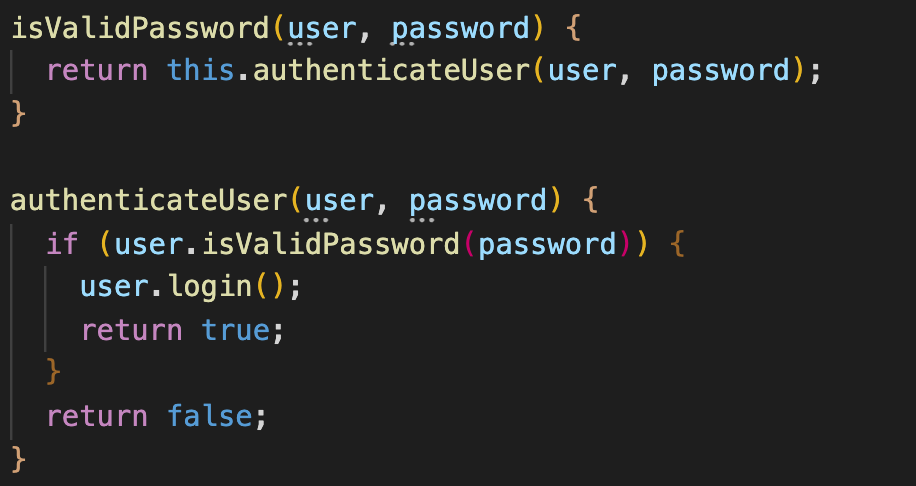 isValidPassword(user, password) {
  return this.authenticateUser(user, password);
}

authenticateUser(user, password) {
  if (user.isValidPassword(password)) {
    user.login();
    return true;
  }
  return false;
}